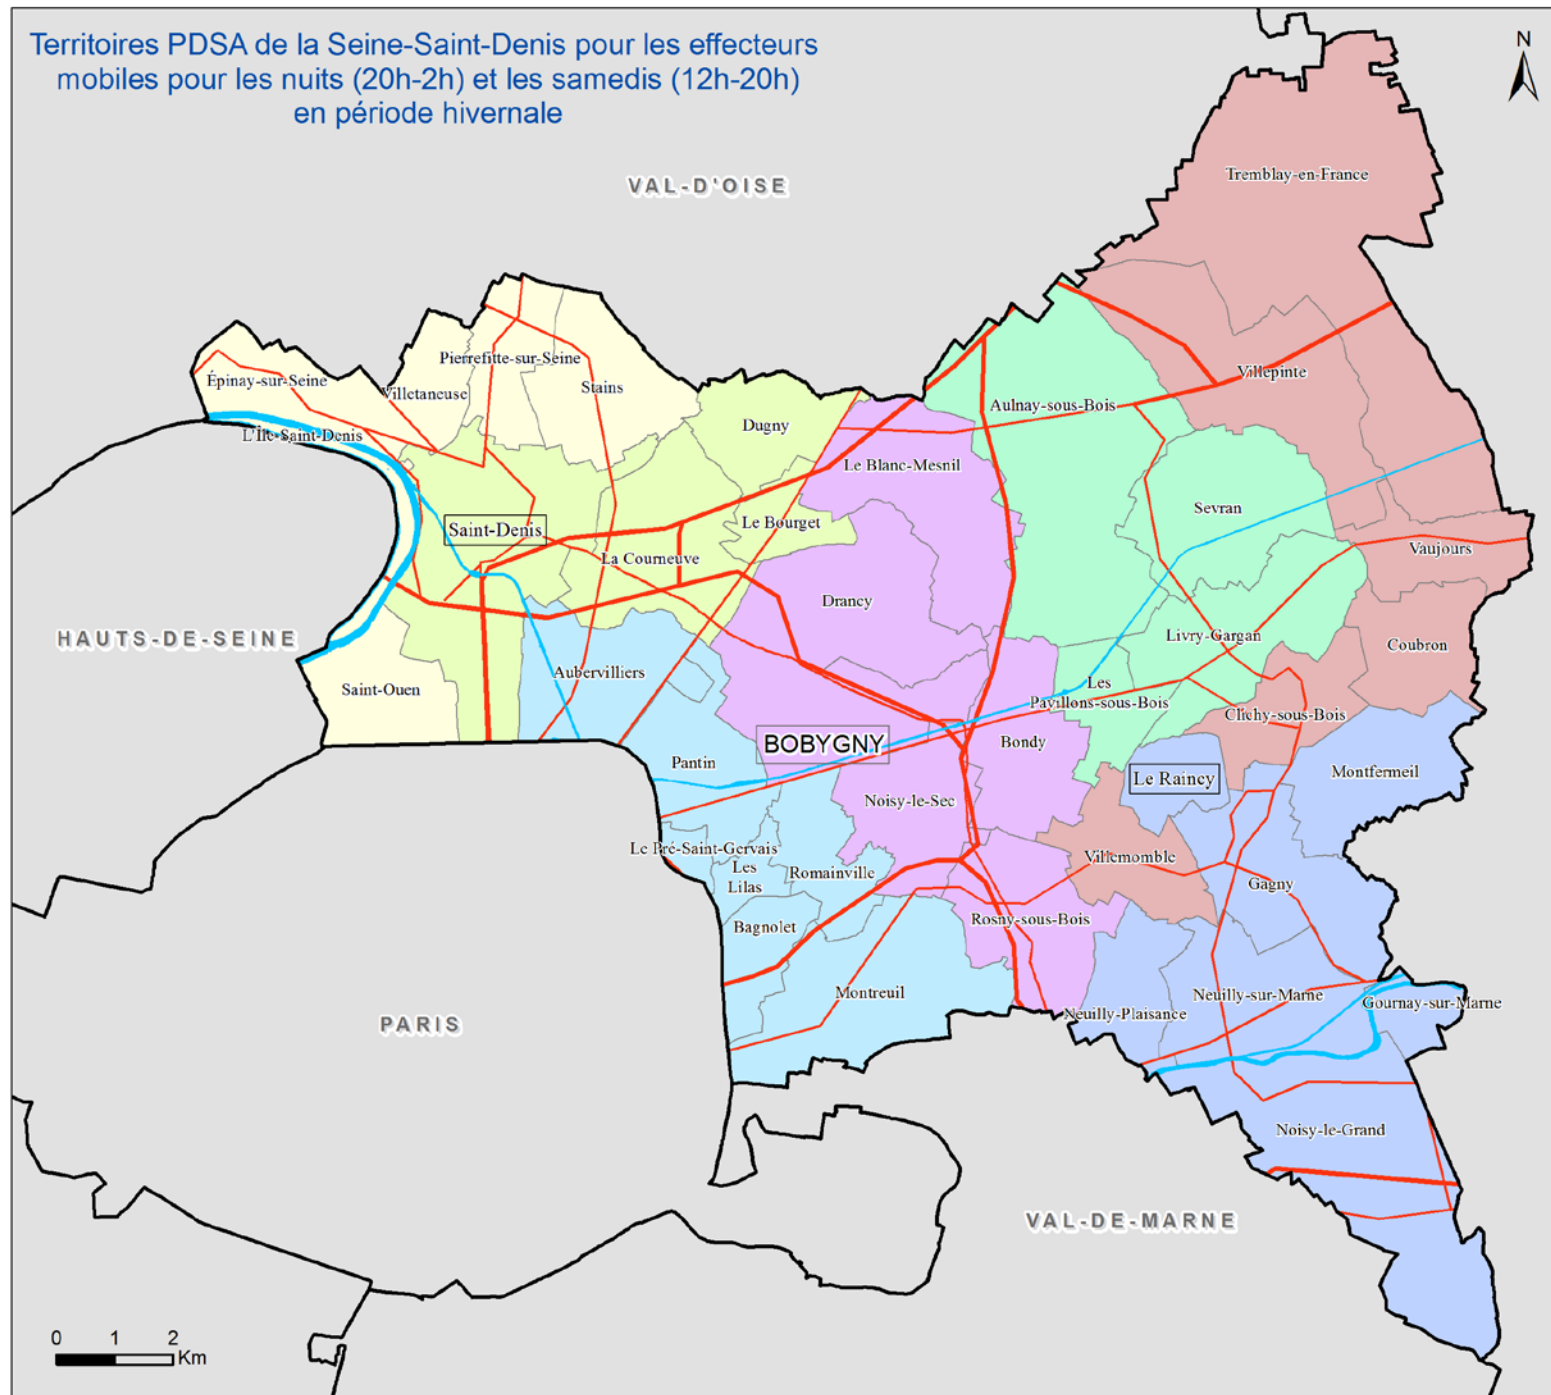 Territoires PDSA de la Seine-Saint-Denis pour les effecteurs
mobiles pour les nuits (20h-2h) et les samedis (12h-20h)
en période hivernale
N
VAL-D'OISE
Tremblay-en-France
Pierrefitte-sur-Seine
Épinay-sur-Seine
Villetaneuse
Stains
Villepinte
Aulnay-sous-Bois
L'Île-Saint-Denis
Dugny
Le Blanc-Mesnil
Saint-Denis
Le Bourget
Sevran
La Courneuve
Vaujours
Drancy
HAUTS-DE-SEINE
Livry-Gargan
Coubron
Aubervilliers
Saint-Ouen
Les
Pavillons-sous-Bois
Clichy-sous-Bois
BOBYGNY
Bondy
Pantin
Le Raincy
Montfermeil
Noisy-le-Sec
Le Pré-Saint-Gervais
Les
Lilas
Romainville
Villemomble
Gagny
Bagnolet
Rosny-sous-Bois
Montreuil
Neuilly-sur-Marne
Gournay-sur-Marne
Neuilly-Plaisance
PARIS
Noisy-le-Grand
VAL-DE-MARNE
0 1 2
Km